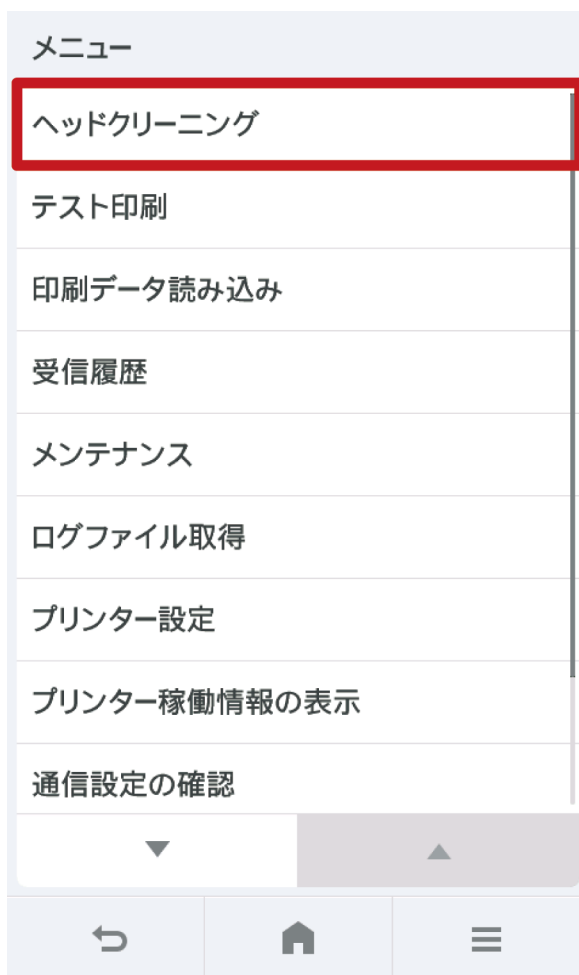 メニュー
ヘッドクリーニング
テスト印刷
印刷データ読み込み
受信履歴
メンテナンス
ログファイル取得
プリンター設定
プリンター稼働情報の表示
通信設定の確認